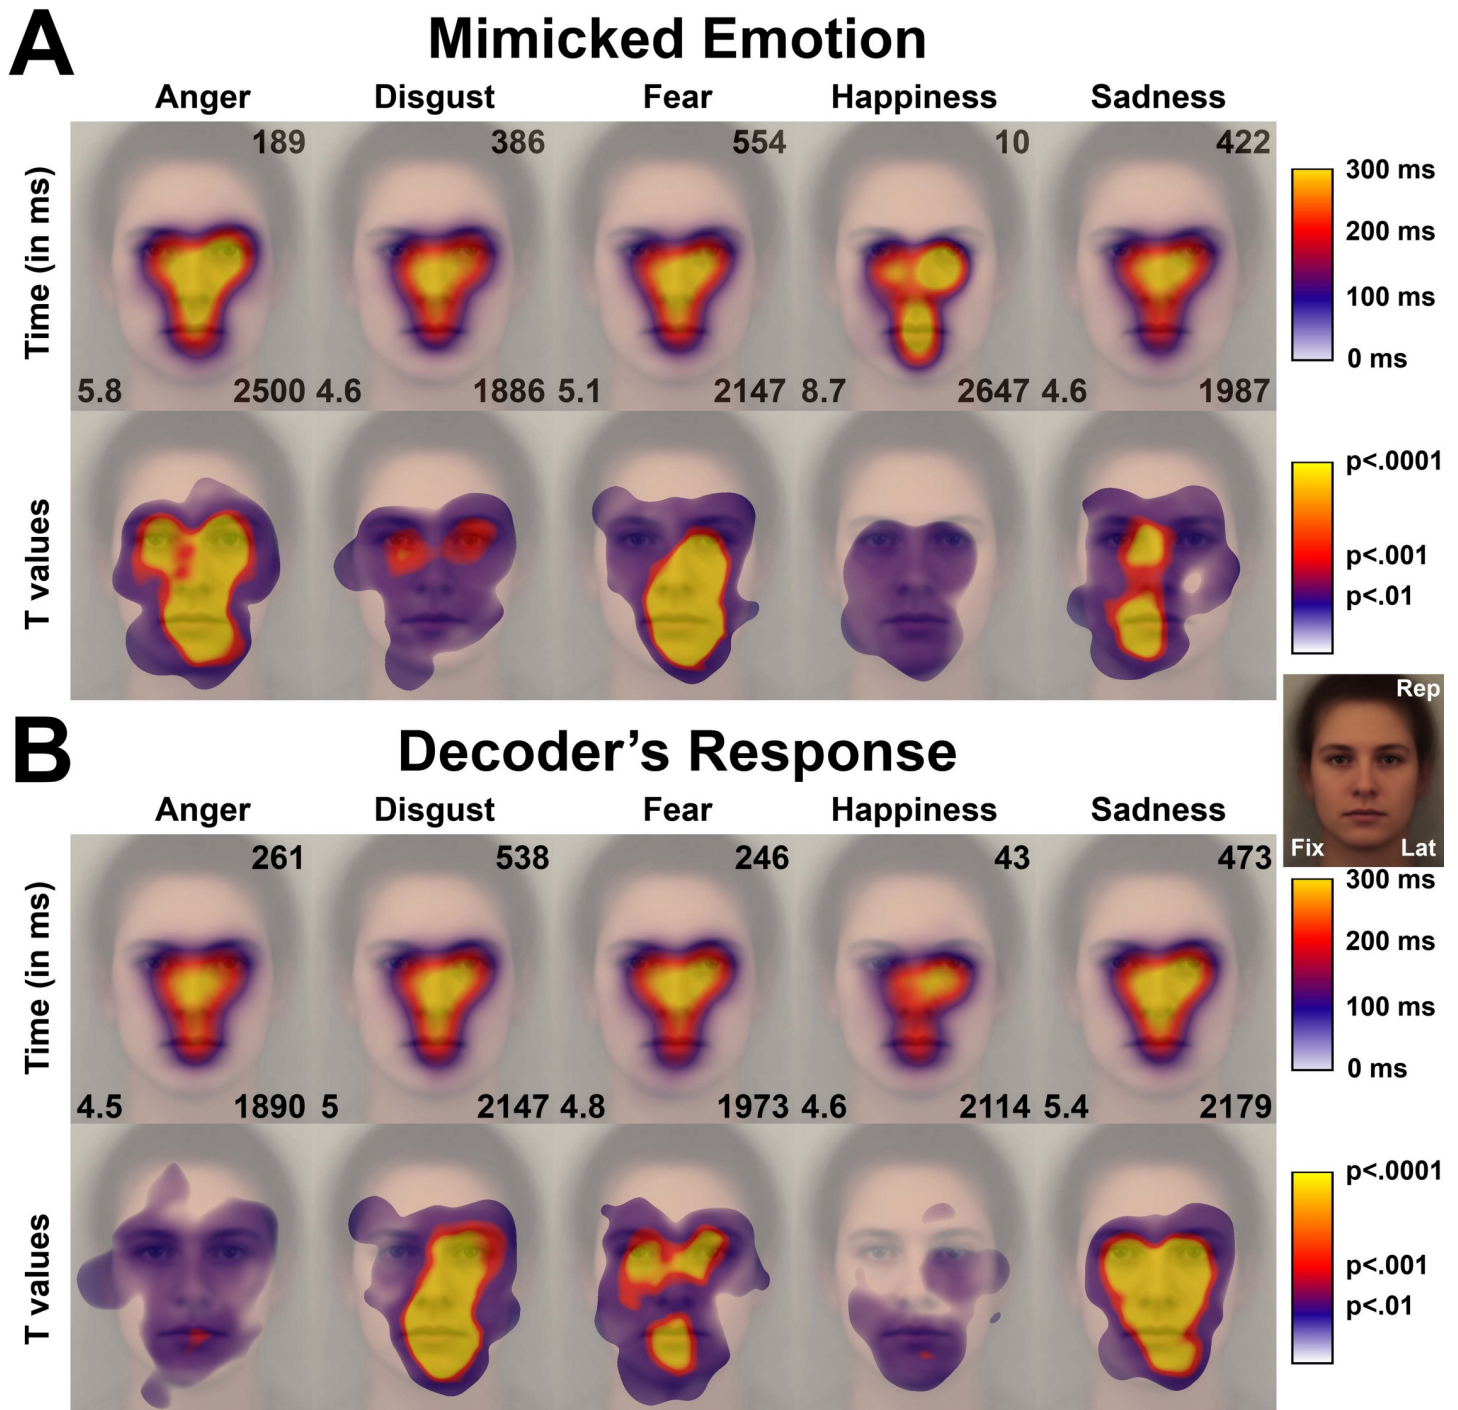 A
Mimicked Emotion
Anger Disgust Fear Happiness Sadness
Time (in ms)
189 386 554 10 422
5.8 2500 4.6 1886 5.1 2147 8.7 2647 4.6 1987
300 ms
200 ms
100 ms
0 ms
T values
p<.0001
p<.001
p<.01
Rep
Fix Lat
B
Decoder’s Response
Anger Disgust Fear Happiness Sadness
Time (in ms)
261 538 246 43 473
4.5 1890 5 2147 4.8 1973 4.6 2114 5.4 2179
300 ms
200 ms
100 ms
0 ms
T values
p<.0001
p<.001
p<.01